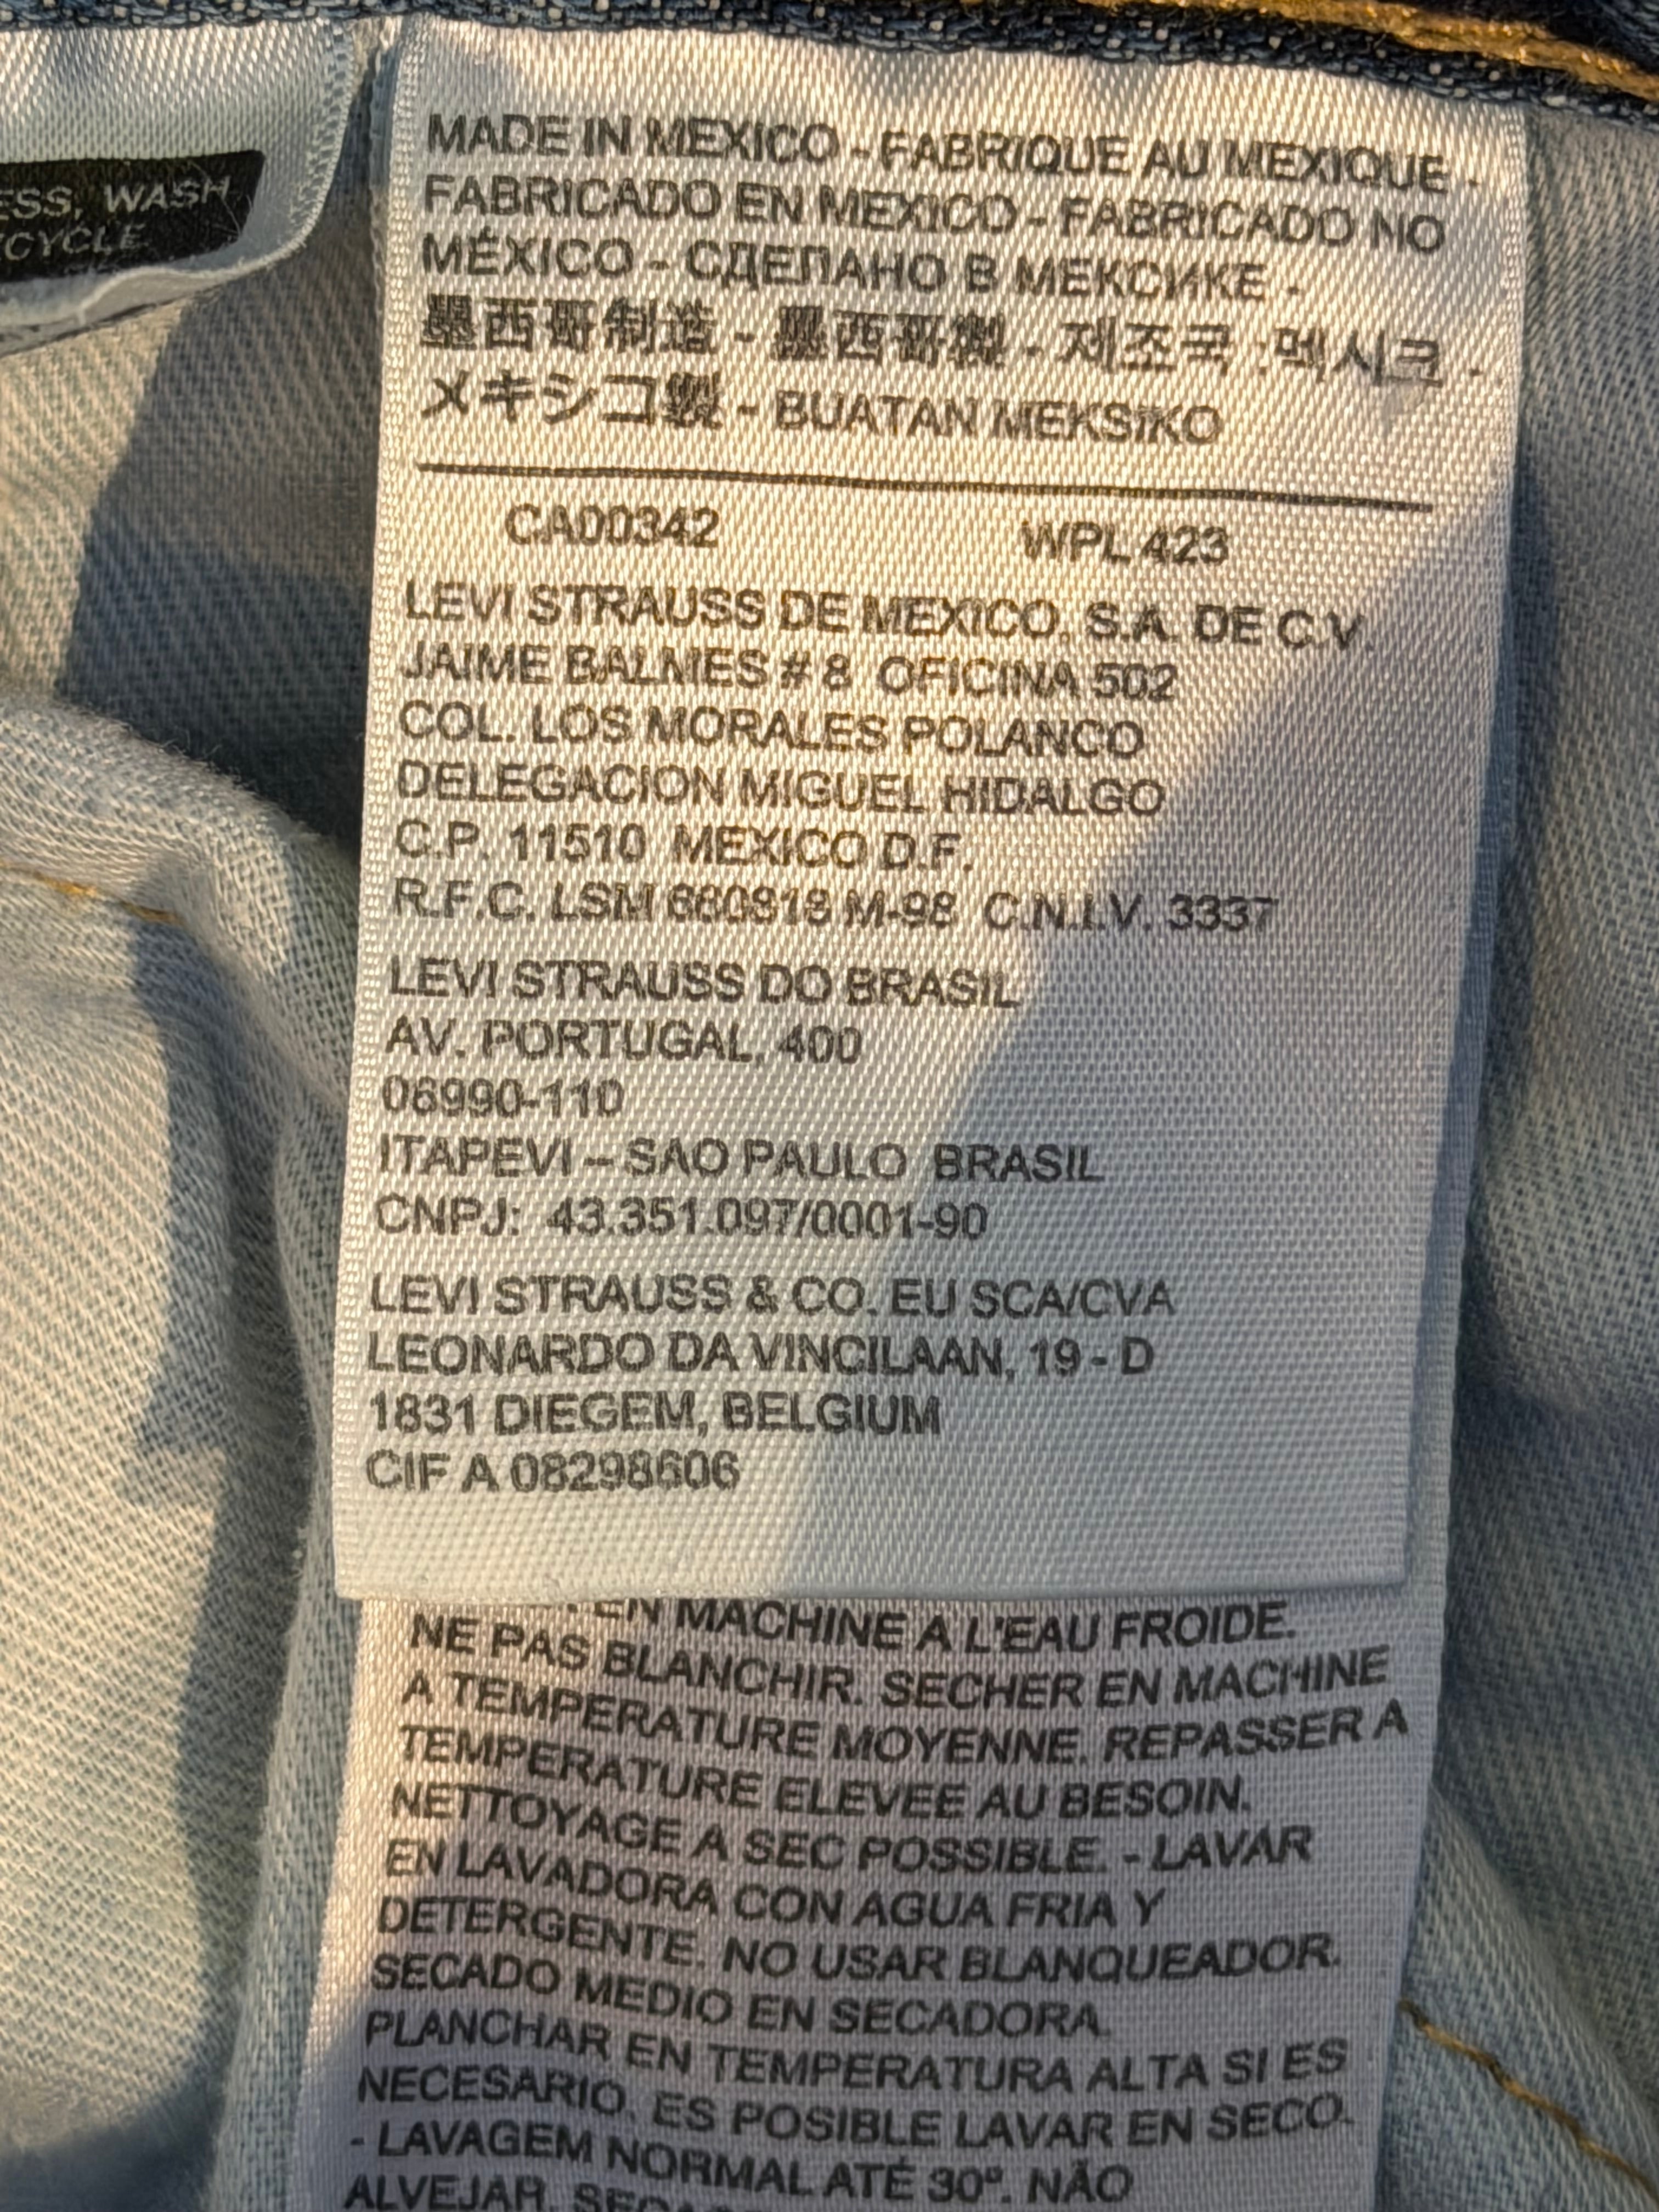 ESS, WASH
CYCLE
MADE IN MEXICO - FABRIQUE AU MEXIQUE -
FABRICADO EN MEXICO - FABRICADO NO
MÉXICO - СДЕЛАНО В МЕКСИКЕ -
墨西哥制造 - 墨西哥製 - 제조국 :멕시크 -
メキシコ製 - BUATAN MEKSIKO
CA00342 WPL 423
LEVI STRAUSS DE MEXICO, S.A. DE C.V.
JAIME BALMES # 8 OFICINA 502
COL. LOS MORALES POLANCO
DELEGACION MIGUEL HIDALGO
C.P. 11510 MEXICO D.F.
R.F.C. LSM 880818 M-98 C.N.I.V. 3337
LEVI STRAUSS DO BRASIL
AV. PORTUGAL, 400
06990-110
ITAPEVI – SAO PAULO BRASIL
CNPJ: 43.351.097/0001-90
LEVI STRAUSS & CO. EU SCA/CVA
LEONARDO DA VINCILAAN, 19 - D
1831 DIEGEM, BELGIUM
CIF A 08298606
EN MACHINE A L'EAU FROIDE.
NE PAS BLANCHIR. SECHER EN MACHINE
A TEMPERATURE MOYENNE. REPASSER A
TEMPERATURE ELEVEE AU BESOIN.
NETTOYAGE A SEC POSSIBLE. - LAVAR
EN LAVADORA CON AGUA FRIA Y
DETERGENTE. NO USAR BLANQUEADOR.
SECADO MEDIO EN SECADORA.
PLANCHAR EN TEMPERATURA ALTA SI ES
NECESARIO. ES POSIBLE LAVAR EN SECO.
- LAVAGEM NORMAL ATÉ 30º. NÃO
ALVEJAR.